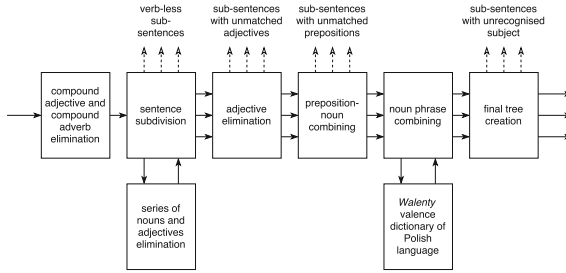 verb-less
sub-
sentences
sub-sentences
with unmatched
adjectives
sub-sentences
with unmatched
prepositions
sub-sentences
with unrecognised
subject
compound
adjective and
compound
adverb
elimination
sentence
subdivision
adjective
elimination
preposition-
noun
combining
noun phrase
combining
final tree
creation
series of
nouns and
adjectives
elimination
Walenty
valence
dictionary of
Polish
language